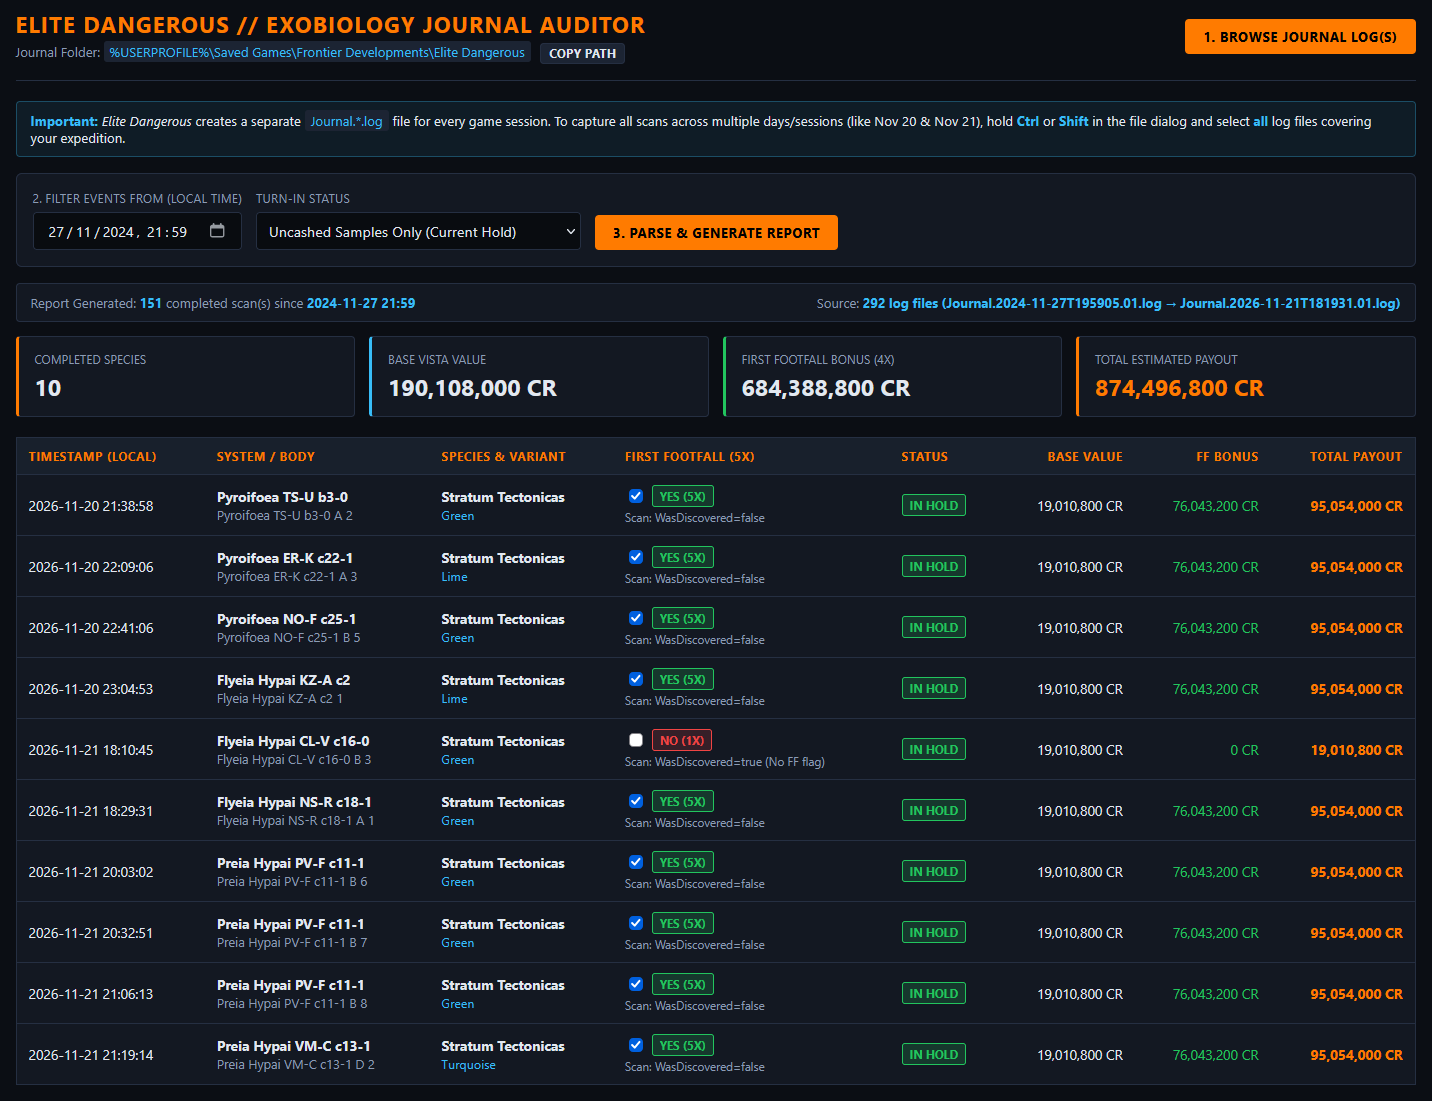 ELITE DANGEROUS // EXOBIOLOGY JOURNAL AUDITOR
Journal Folder: %USERPROFILE%\Saved Games\Frontier Developments\Elite Dangerous COPY PATH
1. BROWSE JOURNAL LOG(S)
Important: Elite Dangerous creates a separate Journal.*.log file for every game session. To capture all scans across multiple days/sessions (like Nov 20 & Nov 21), hold Ctrl or Shift in the file dialog and select all log files covering
your expedition.
2. FILTER EVENTS FROM (LOCAL TIME) TURN-IN STATUS
27/11/2024, 21:59 Uncashed Samples Only (Current Hold) 3. PARSE & GENERATE REPORT
Report Generated: 151 completed scan(s) since 2024-11-27 21:59 Source: 292 log files (Journal.2024-11-27T195905.01.log → Journal.2026-11-21T181931.01.log)
COMPLETED SPECIES BASE VISTA VALUE FIRST FOOTFALL BONUS (4X) TOTAL ESTIMATED PAYOUT
10 190,108,000 CR 684,388,800 CR 874,496,800 CR
TIMESTAMP (LOCAL) SYSTEM / BODY SPECIES & VARIANT FIRST FOOTFALL (5X) STATUS BASE VALUE FF BONUS TOTAL PAYOUT
2026-11-20 21:38:58 Pyroifoea TS-U b3-0 Stratum Tectonicas YES (5X) IN HOLD 19,010,800 CR 76,043,200 CR 95,054,000 CR
Pyroifoea TS-U b3-0 A 2 Green Scan: WasDiscovered=false
2026-11-20 22:09:06 Pyroifoea ER-K c22-1 Stratum Tectonicas YES (5X) IN HOLD 19,010,800 CR 76,043,200 CR 95,054,000 CR
Pyroifoea ER-K c22-1 A 3 Lime Scan: WasDiscovered=false
2026-11-20 22:41:06 Pyroifoea NO-F c25-1 Stratum Tectonicas YES (5X) IN HOLD 19,010,800 CR 76,043,200 CR 95,054,000 CR
Pyroifoea NO-F c25-1 B 5 Green Scan: WasDiscovered=false
2026-11-20 23:04:53 Flyeia Hypai KZ-A c2 Stratum Tectonicas YES (5X) IN HOLD 19,010,800 CR 76,043,200 CR 95,054,000 CR
Flyeia Hypai KZ-A c2 1 Lime Scan: WasDiscovered=false
2026-11-21 18:10:45 Flyeia Hypai CL-V c16-0 Stratum Tectonicas NO (1X) IN HOLD 19,010,800 CR 0 CR 19,010,800 CR
Flyeia Hypai CL-V c16-0 B 3 Green Scan: WasDiscovered=true (No FF flag)
2026-11-21 18:29:31 Flyeia Hypai NS-R c18-1 Stratum Tectonicas YES (5X) IN HOLD 19,010,800 CR 76,043,200 CR 95,054,000 CR
Flyeia Hypai NS-R c18-1 A 1 Green Scan: WasDiscovered=false
2026-11-21 20:03:02 Preia Hypai PV-F c11-1 Stratum Tectonicas YES (5X) IN HOLD 19,010,800 CR 76,043,200 CR 95,054,000 CR
Preia Hypai PV-F c11-1 B 6 Green Scan: WasDiscovered=false
2026-11-21 20:32:51 Preia Hypai PV-F c11-1 Stratum Tectonicas YES (5X) IN HOLD 19,010,800 CR 76,043,200 CR 95,054,000 CR
Preia Hypai PV-F c11-1 B 7 Green Scan: WasDiscovered=false
2026-11-21 21:06:13 Preia Hypai PV-F c11-1 Stratum Tectonicas YES (5X) IN HOLD 19,010,800 CR 76,043,200 CR 95,054,000 CR
Preia Hypai PV-F c11-1 B 8 Green Scan: WasDiscovered=false
2026-11-21 21:19:14 Preia Hypai VM-C c13-1 Stratum Tectonicas YES (5X) IN HOLD 19,010,800 CR 76,043,200 CR 95,054,000 CR
Preia Hypai VM-C c13-1 D 2 Turquoise Scan: WasDiscovered=false